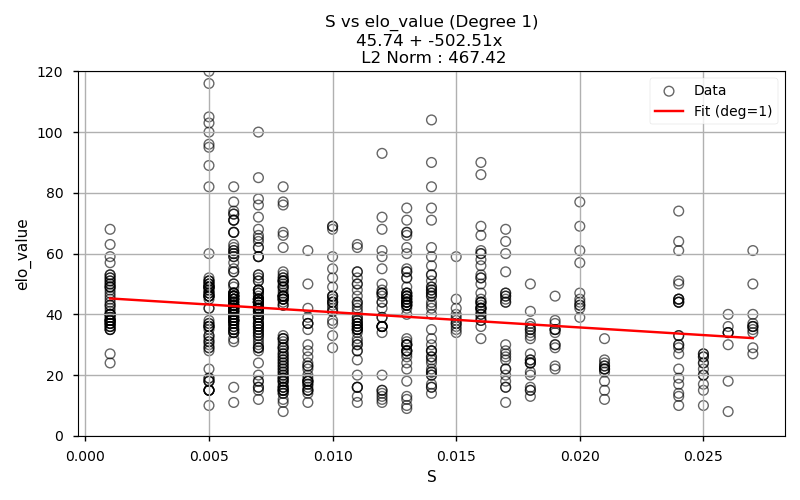 S vs elo_value (Degree 1)
45.74 + -502.51x
L2 Norm : 467.42
120
100
80
60
40
20
0
elo_value
Data
Fit (deg=1)
0.000
0.005
0.010
0.015
0.020
0.025
S